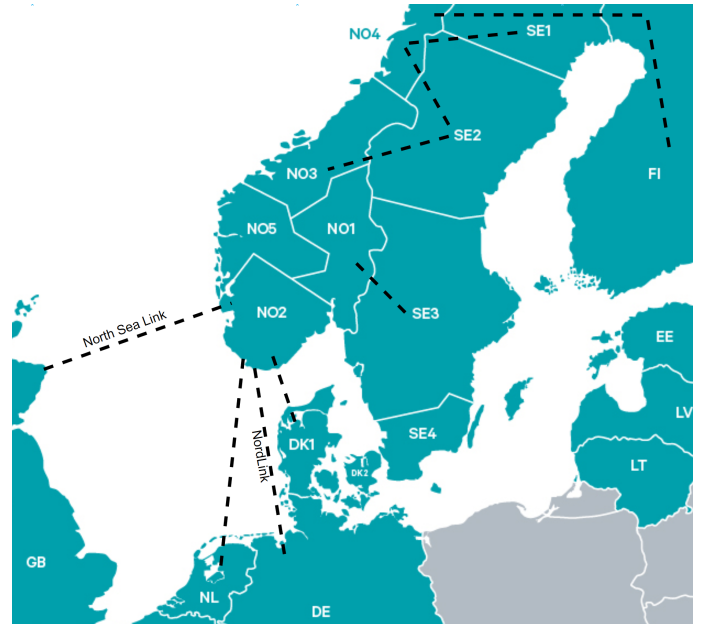 NO4
SE1
SE2
NO3
FI
NO5
NO1
NO2
SE3
North Sea Link
EE
LV
SE4
DK1
NordLink
DK2
LT
GB
NL
DE